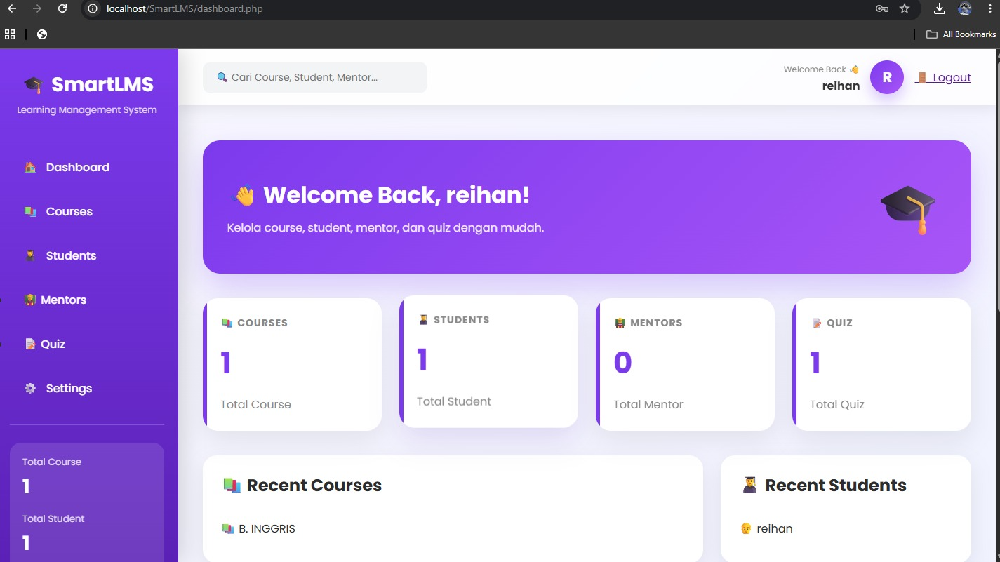 localhost/SmartLMS/dashboard.php
All Bookmarks
SmartLMS
Learning Management System
Dashboard
Courses
Students
Mentors
Quiz
Settings
Total Course
1
Total Student
1
Cari Course, Student, Mentor...
Welcome Back 👋
reihan
R
Logout
👋 Welcome Back, reihan!
Kelola course, student, mentor, dan quiz dengan mudah.
COURSES
1
Total Course
STUDENTS
1
Total Student
MENTORS
0
Total Mentor
QUIZ
1
Total Quiz
Recent Courses
B. INGGRIS
Recent Students
reihan